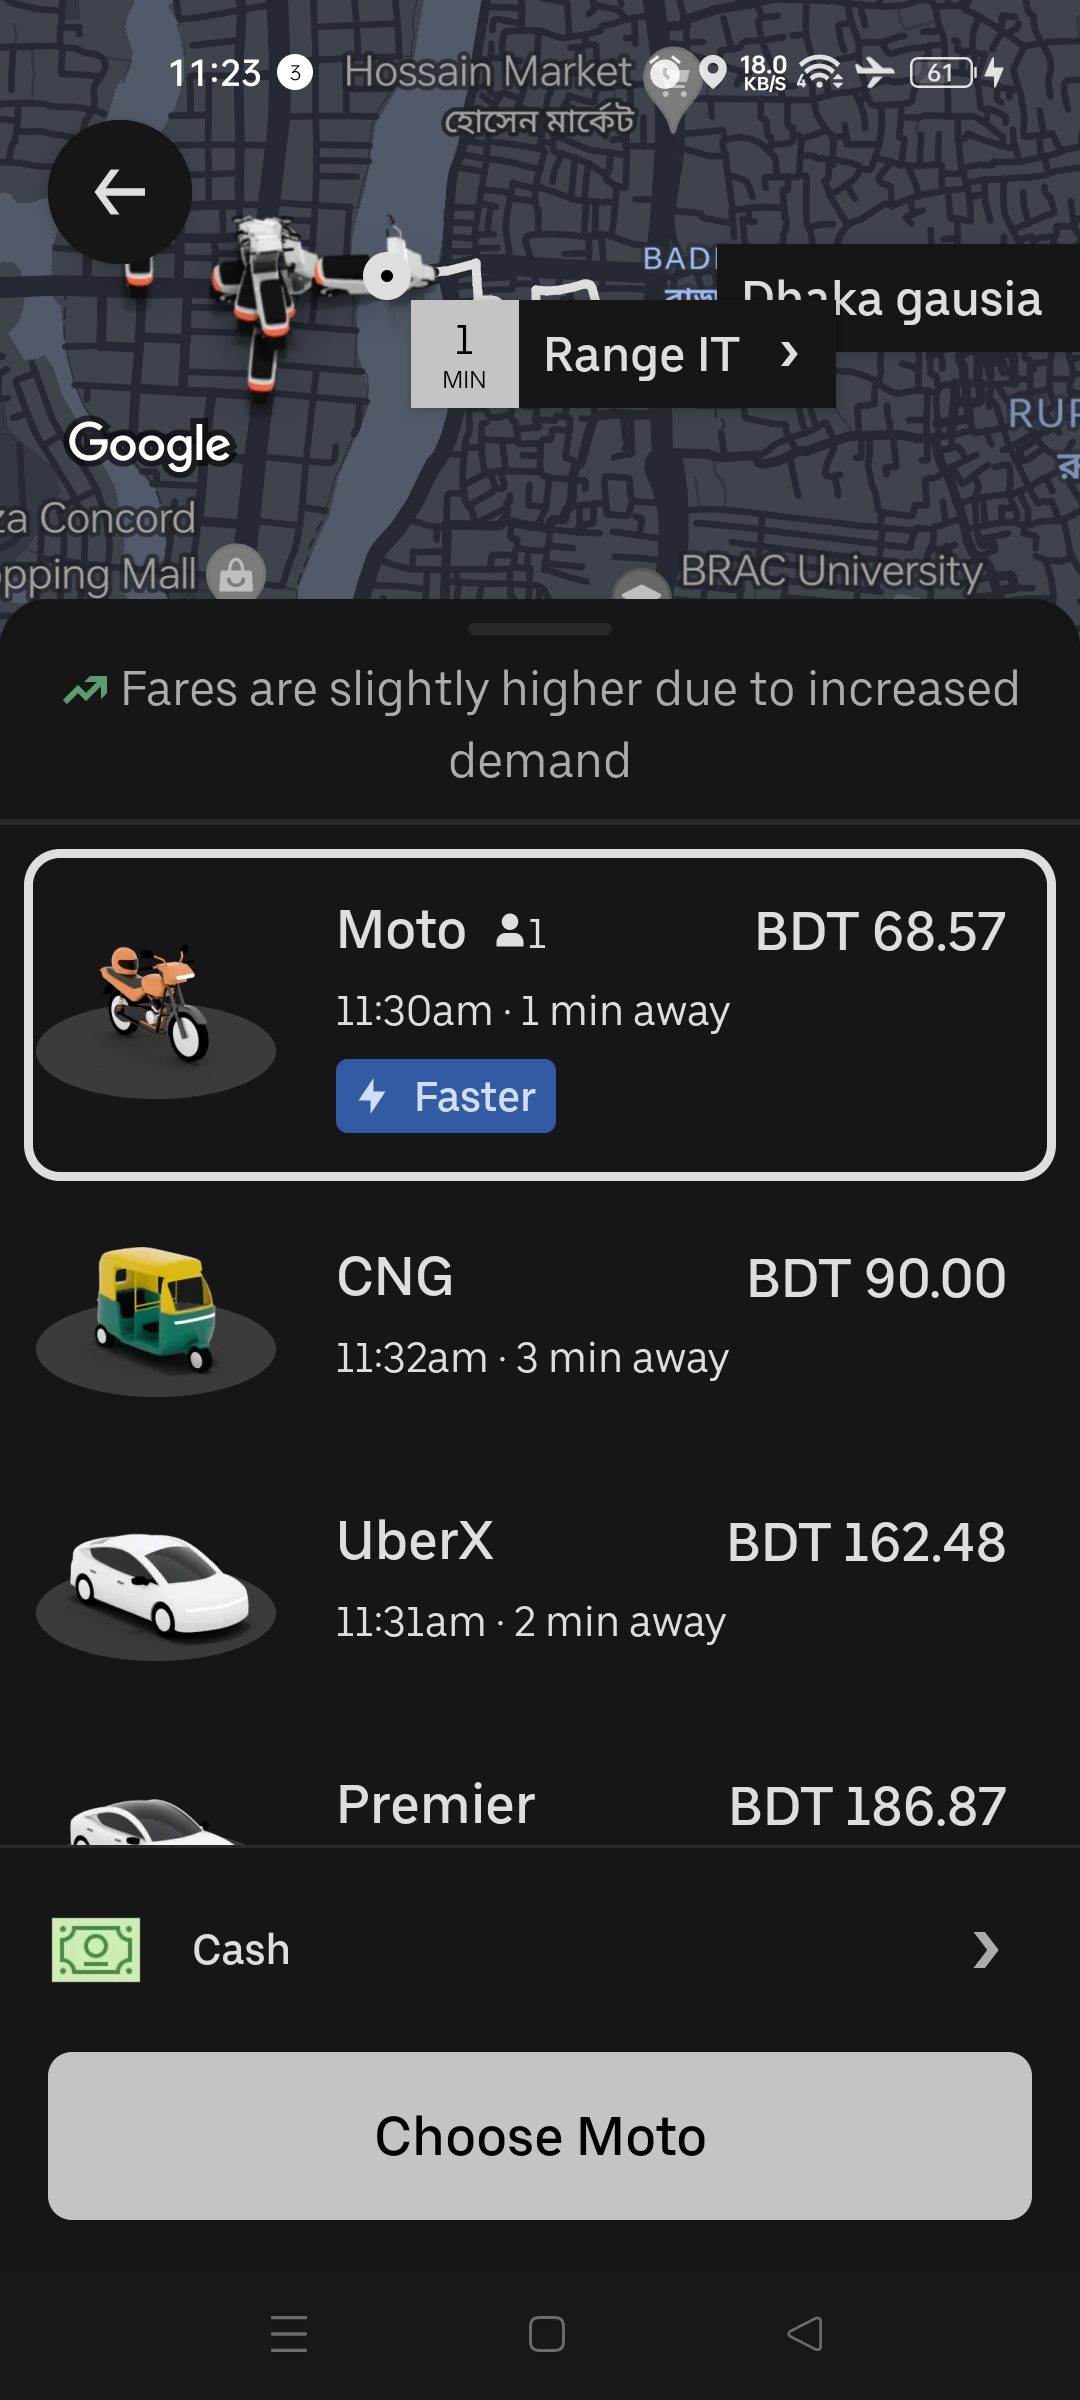 11:23 3 18.0 KB/S 4 61
Hossain Market
হোসেন মার্কেট
BAD
Dhaka gausia
1 MIN
Range IT
RUP
Google
za Concord
pping Mall
BRAC University
Fares are slightly higher due to increased
demand
Moto 1 BDT 68.57
11:30am · 1 min away
Faster
CNG BDT 90.00
11:32am · 3 min away
UberX BDT 162.48
11:31am · 2 min away
Premier BDT 186.87
Cash
Choose Moto